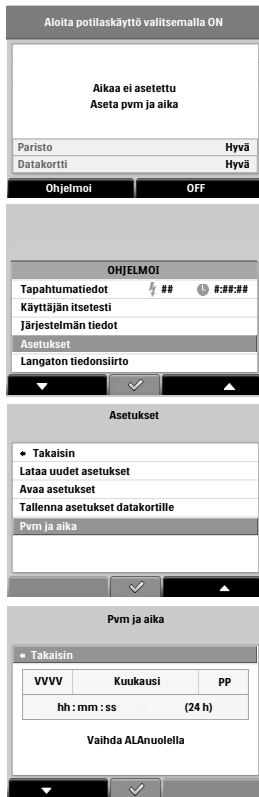 Aloita potilaskäyttö valitsemalla ON
Aikaa ei asetettu
Aseta pvm ja aika
Paristo Hyvä
Datakortti Hyvä
Ohjelmoi OFF
OHJELMOI
Tapahtumatiedot ## #:##:##
Käyttäjän itsetesti
Järjestelmän tiedot
Asetukset
Langaton tiedonsiirto
Asetukset
Takaisin
Lataa uudet asetukset
Avaa asetukset
Tallenna asetukset datakortille
Pvm ja aika
Pvm ja aika
Takaisin
VVVV Kuukausi PP
hh : mm : ss (24 h)
Vaihda ALAnuolella